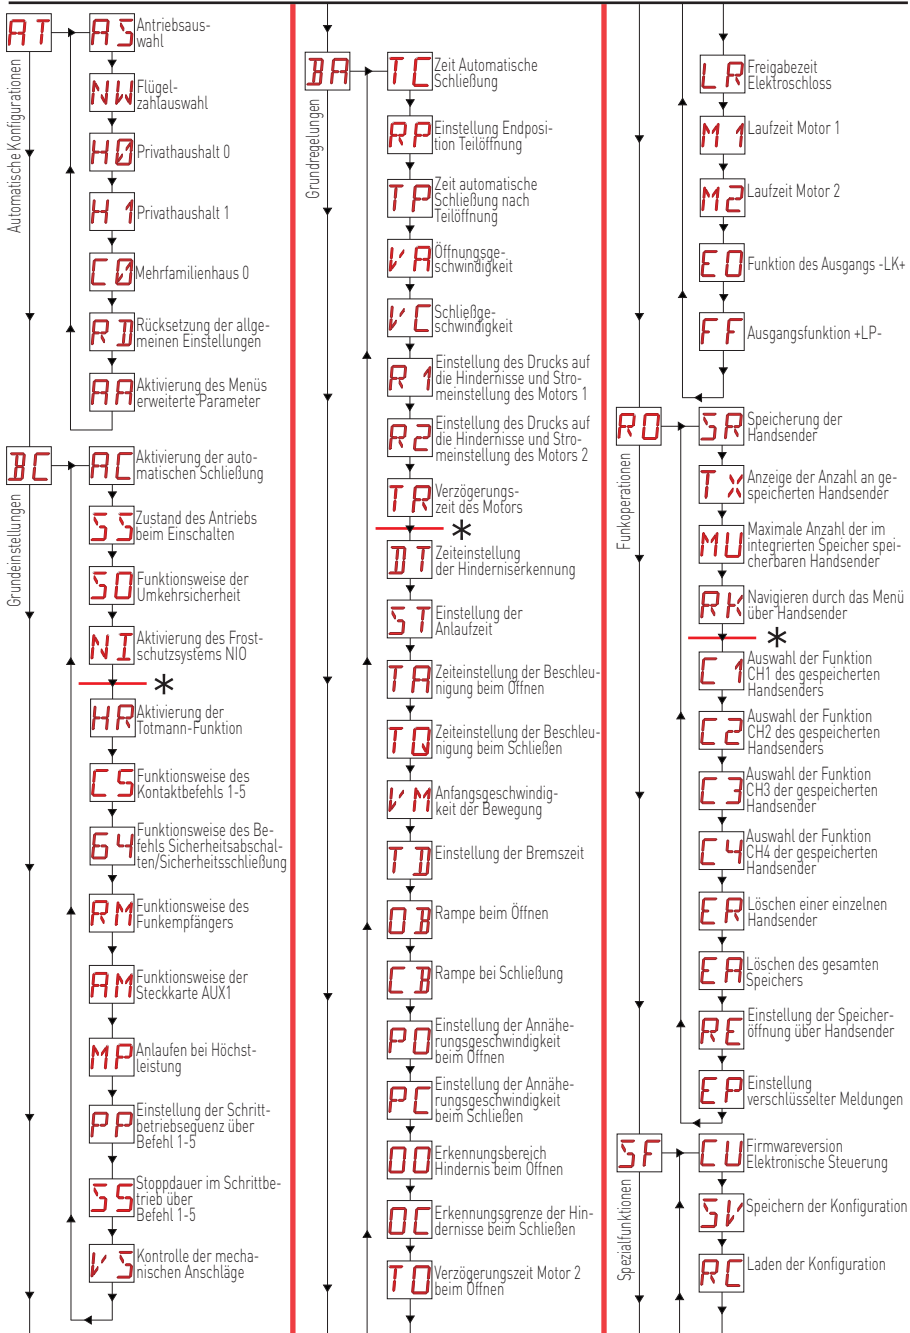 AT
Automatische Konfigurationen
AS
Antriebsaus-
wahl
NW
Flügel-
zahlauswahl
H0
Privathaushalt 0
H1
Privathaushalt 1
C0
Mehrfamilienhaus 0
RD
Rücksetzung der allge-
meinen Einstellungen
AA
Aktivierung des Menüs
erweiterte Parameter
BC
Grundeinstellungen
AC
Aktivierung der auto-
matischen Schließung
SS
Zustand des Antriebs
beim Einschalten
SO
Funktionsweise der
Umkehrsicherheit
NI
Aktivierung des Frost-
schutzsystems NIO
*
HR
Aktivierung der
Totmann-Funktion
CS
Funktionsweise des
Kontaktbefehls 1-5
64
Funktionsweise des Be-
fehls Sicherheitsabschal-
ten/Sicherheitsschließung
RM
Funktionsweise des
Funkempfängers
AM
Funktionsweise der
Steckkarte AUX1
MP
Anlaufen bei Höchst-
leistung
PP
Einstellung der Schritt-
betriebsequenz über
Befehl 1-5
S5
Stoppdauer im Schrittbe-
trieb über
Befehl 1-5
VS
Kontrolle der mecha-
nischen Anschläge
BA
Grundregelungen
TC
Zeit Automatische
Schließung
RP
Einstellung Endposi-
tion Teilöffnung
TP
Zeit automatische
Schließung nach
Teilöffnung
VA
Öffnungsge-
schwindigkeit
VC
Schließge-
schwindigkeit
R1
Einstellung des Drucks auf
die Hindernisse und Stro-
meinstellung des Motors 1
R2
Einstellung des Drucks auf
die Hindernisse und Stro-
meinstellung des Motors 2
TR
Verzögerungs-
zeit des Motors
*
DT
Zeiteinstellung
der Hinderniserkennung
ST
Einstellung der
Anlaufzeit
TA
Zeiteinstellung der Beschleu-
nigung beim Öffnen
TQ
Zeiteinstellung der Beschleu-
nigung beim Schließen
VM
Anfangsgeschwindig-
keit der Bewegung
TD
Einstellung der Bremszeit
OB
Rampe beim Öffnen
CB
Rampe bei Schließung
PO
Einstellung der Annähe-
rungsgeschwindigkeit
beim Öffnen
PC
Einstellung der Annähe-
rungsgeschwindigkeit
beim Schließen
OO
Erkennungsbereich
Hindernis beim Öffnen
OC
Erkennungsgrenze der Hin-
dernisse beim Schließen
TO
Verzögerungszeit Motor 2
beim Öffnen
LR
Freigabezeit
Elektroschloss
M1
Laufzeit Motor 1
M2
Laufzeit Motor 2
EO
Funktion des Ausgangs -LK+
FF
Ausgangsfunktion +LP-
RO
Funkoperationen
SR
Speicherung der
Handsender
TX
Anzeige der Anzahl an ge-
speicherten Handsender
MU
Maximale Anzahl der im
integrierten Speicher spei-
cherbaren Handsender
RK
Navigieren durch das Menü
über Handsender
*
C1
Auswahl der Funktion
CH1 des gespeicherten
Handsenders
C2
Auswahl der Funktion
CH2 des gespeicherten
Handsenders
C3
Auswahl der Funktion
CH3 der gespeicherten
Handsender
C4
Auswahl der Funktion
CH4 der gespeicherten
Handsender
ER
Löschen einer einzelnen
Handsender
EA
Löschen des gesamten
Speichers
RE
Einstellung der Speicher-
öffnung über Handsender
EP
Einstellung
verschlüsselter Meldungen
SF
Spezialfunktionen
CU
Firmwareversion
Elektronische Steuerung
SV
Speichern der Konfiguration
RC
Laden der Konfiguration